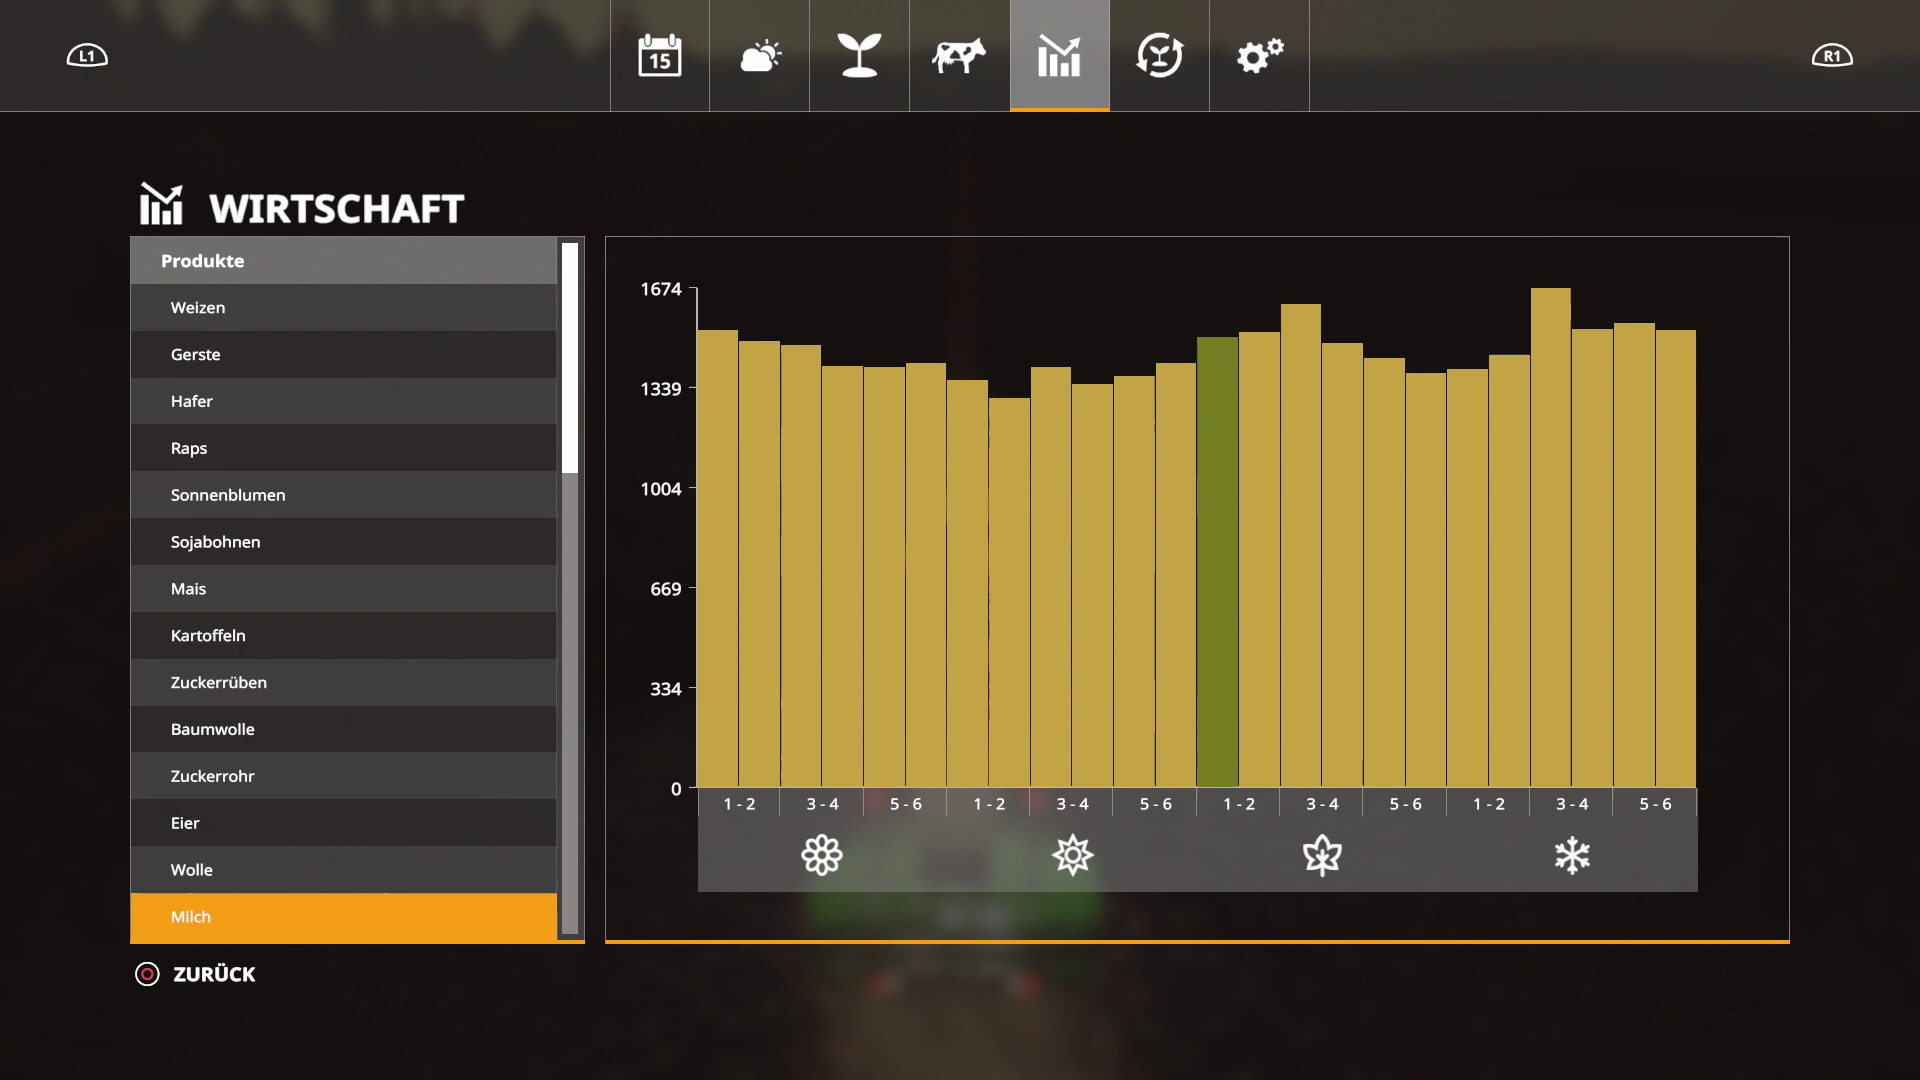 L1
15
R1
WIRTSCHAFT
Produkte
Weizen
Gerste
Hafer
Raps
Sonnenblumen
Sojabohnen
Mais
Kartoffeln
Zuckerrüben
Baumwolle
Zuckerrohr
Eier
Wolle
Milch
ZURÜCK
1674
1339
1004
669
334
0
1 - 2 3 - 4 5 - 6 1 - 2 3 - 4 5 - 6 1 - 2 3 - 4 5 - 6 1 - 2 3 - 4 5 - 6